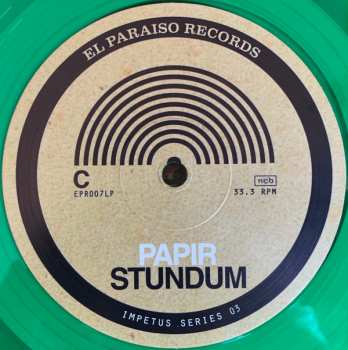 EL PARAISO RECORDS
C
EPR007LP
ncb
33.3 RPM
PAPIR
STUNDUM
IMPETUS SERIES 03